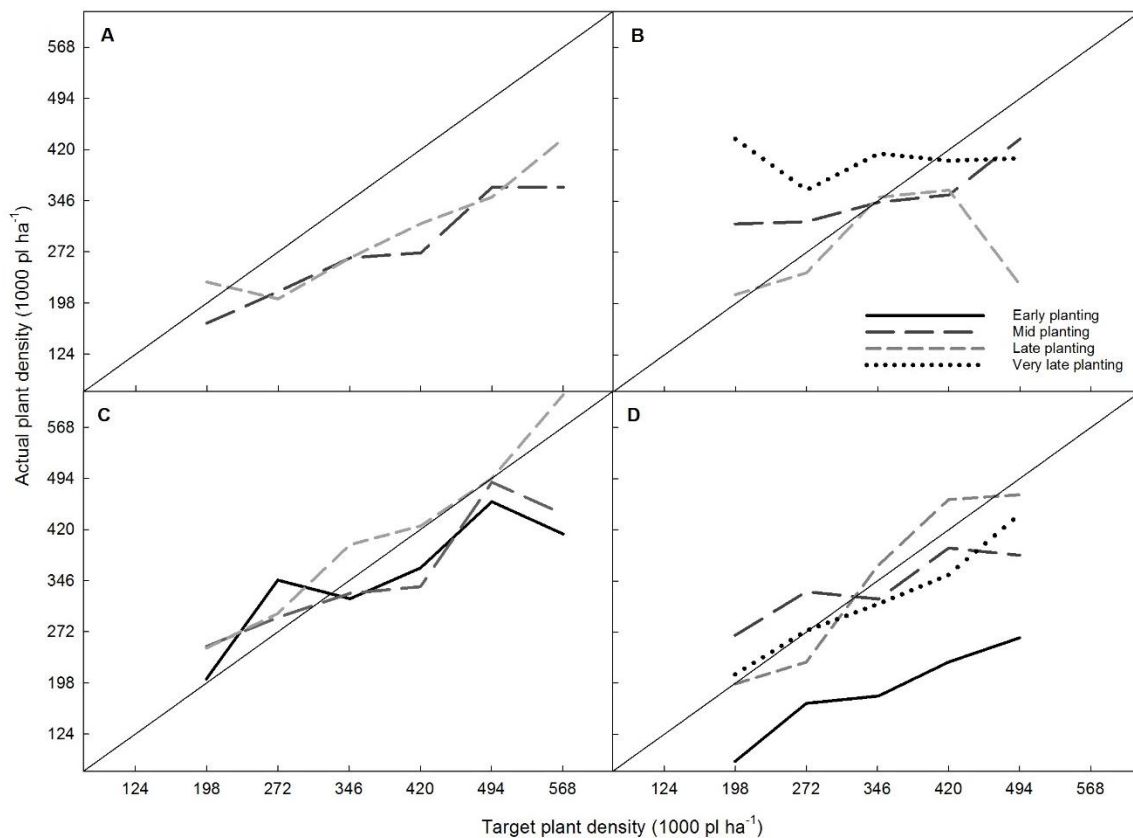 A
B
568
494
420
346
272
198
124
Early planting
Mid planting
Late planting
Very late planting
C
D
568
494
420
346
272
198
124
Actual plant density (1000 pl ha⁻¹)
124 198 272 346 420 494 568 124 198 272 346 420 494 568
Target plant density (1000 pl ha⁻¹)